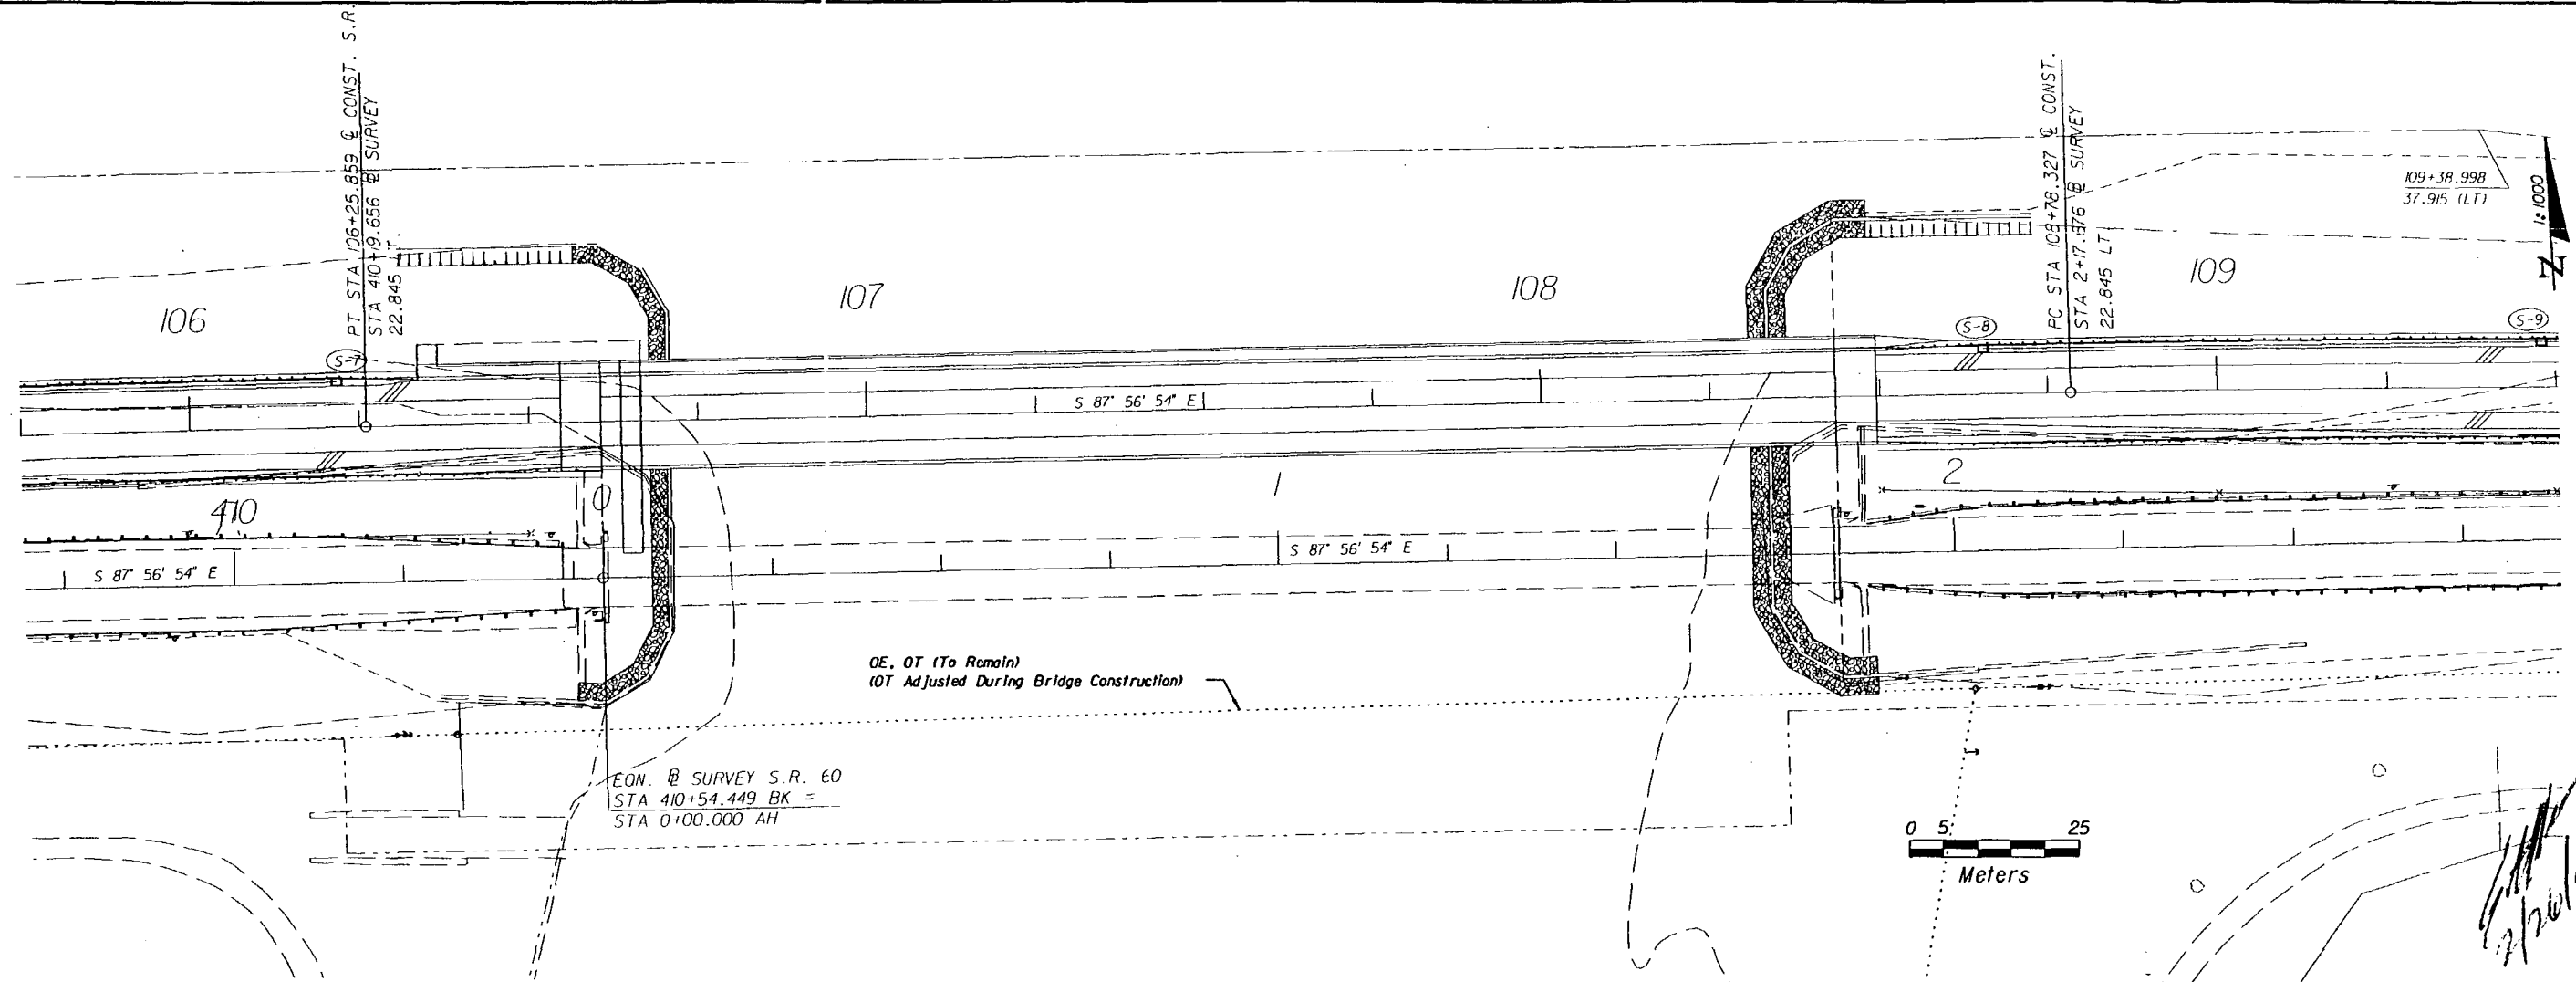 PT STA 106+25.859 ℄ CONST. S.R.
STA 410+19.656 ⅊ SURVEY
22.845 LT.
PC STA 108+78.327 ℄ CONST.
STA 2+17.876 ⅊ SURVEY
22.845 LT
109+38.998
37.915 (LT)
1:1000
N
106
107
108
109
S-7
S-8
S-9
S 87° 56' 54" E
410
0
1
2
S 87° 56' 54" E
S 87° 56' 54" E
OE, OT (To Remain)
(OT Adjusted During Bridge Construction)
EQN. ⅊ SURVEY S.R. 60
STA 410+54.449 BK =
STA 0+00.000 AH
0 5 25
Meters